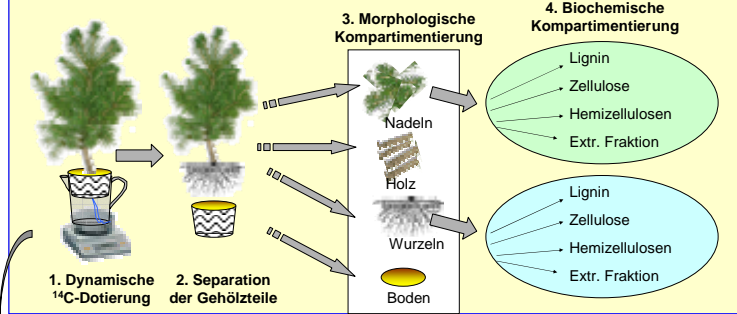 3. Morphologische
Kompartimentierung
4. Biochemische
Kompartimentierung
Nadeln
Holz
Wurzeln
Boden
Lignin
Zellulose
Hemizellulosen
Extr. Fraktion
Lignin
Zellulose
Hemizellulosen
Extr. Fraktion
1. Dynamische
¹⁴C-Dotierung
2. Separation
der Gehölzteile